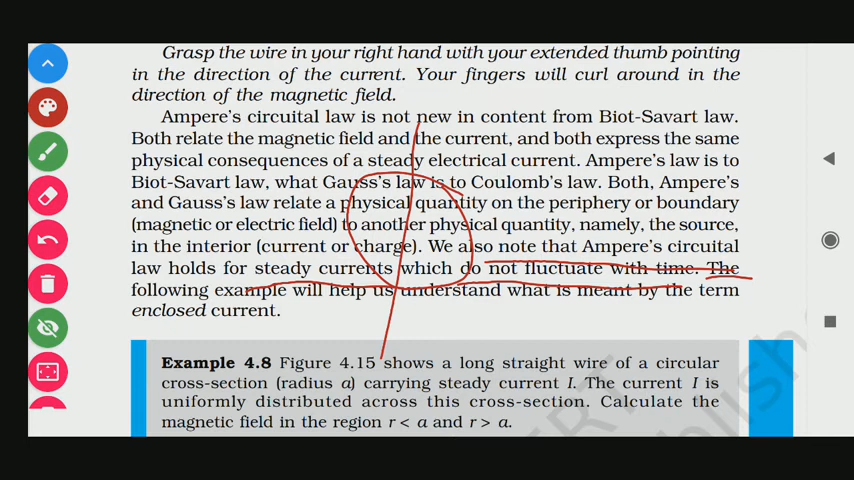 Grasp the wire in your right hand with your extended thumb pointing
in the direction of the current. Your fingers will curl around in the
direction of the magnetic field.
Ampere's circuital law is not new in content from Biot-Savart law.
Both relate the magnetic field and the current, and both express the same
physical consequences of a steady electrical current. Ampere's law is to
Biot-Savart law, what Gauss's law is to Coulomb's law. Both, Ampere's
and Gauss's law relate a physical quantity on the periphery or boundary
(magnetic or electric field) to another physical quantity, namely, the source,
in the interior (current or charge). We also note that Ampere's circuital
law holds for steady currents which do not fluctuate with time. The
following example will help us understand what is meant by the term
enclosed current.
Example 4.8 Figure 4.15 shows a long straight wire of a circular
cross-section (radius a) carrying steady current I. The current I is
uniformly distributed across this cross-section. Calculate the
magnetic field in the region r < a and r > a.